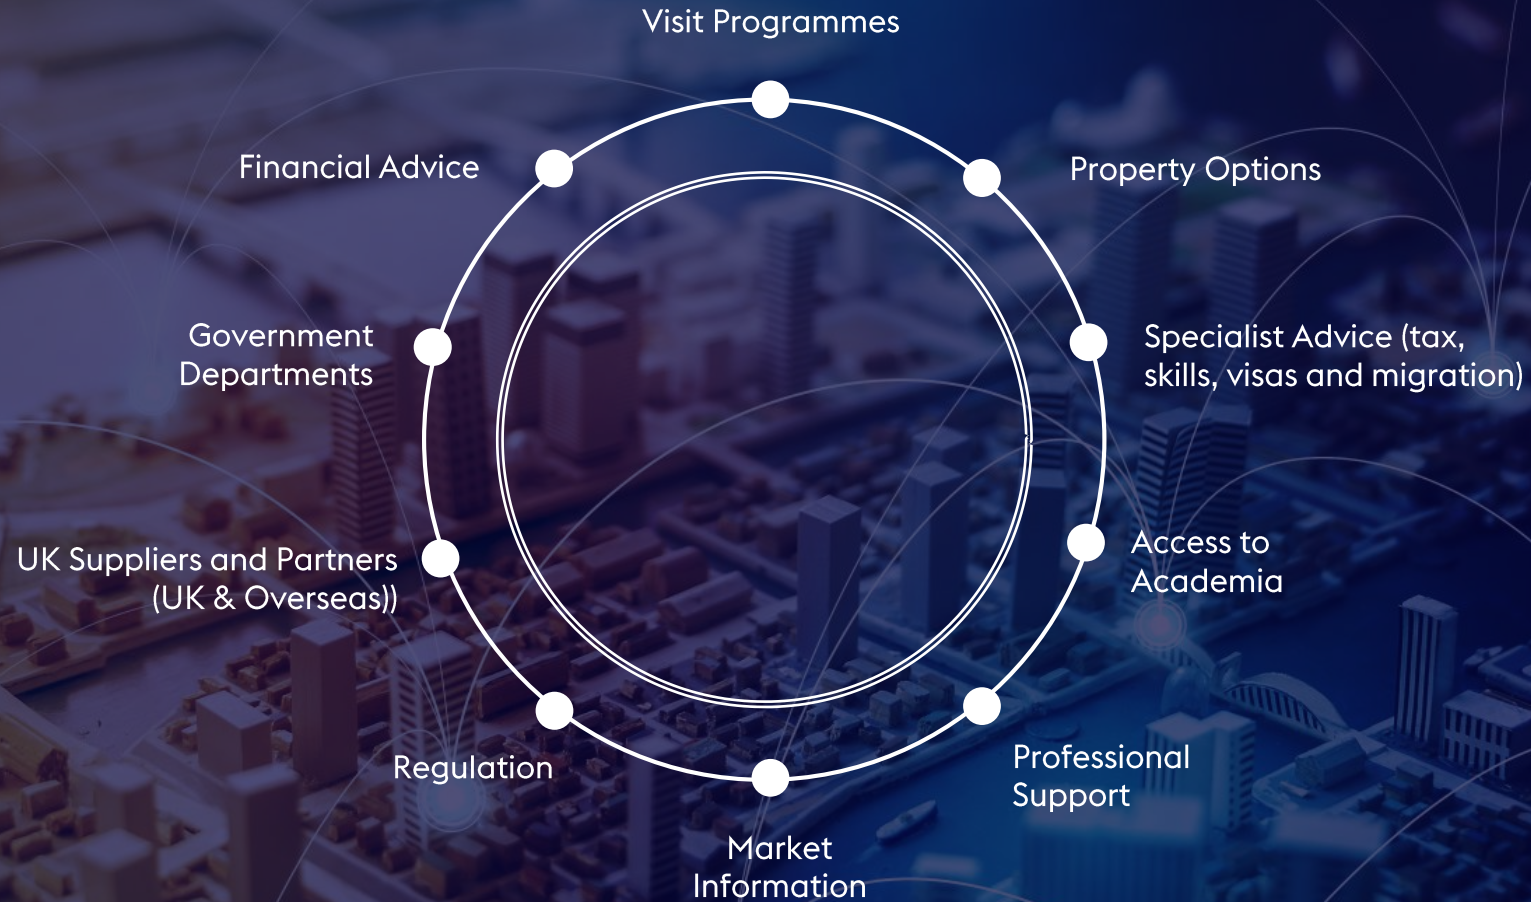 Visit Programmes
Financial Advice
Property Options
Government
Departments
Specialist Advice (tax,
skills, visas and migration)
UK Suppliers and Partners
(UK & Overseas))
Access to
Academia
Regulation
Professional
Support
Market
Information